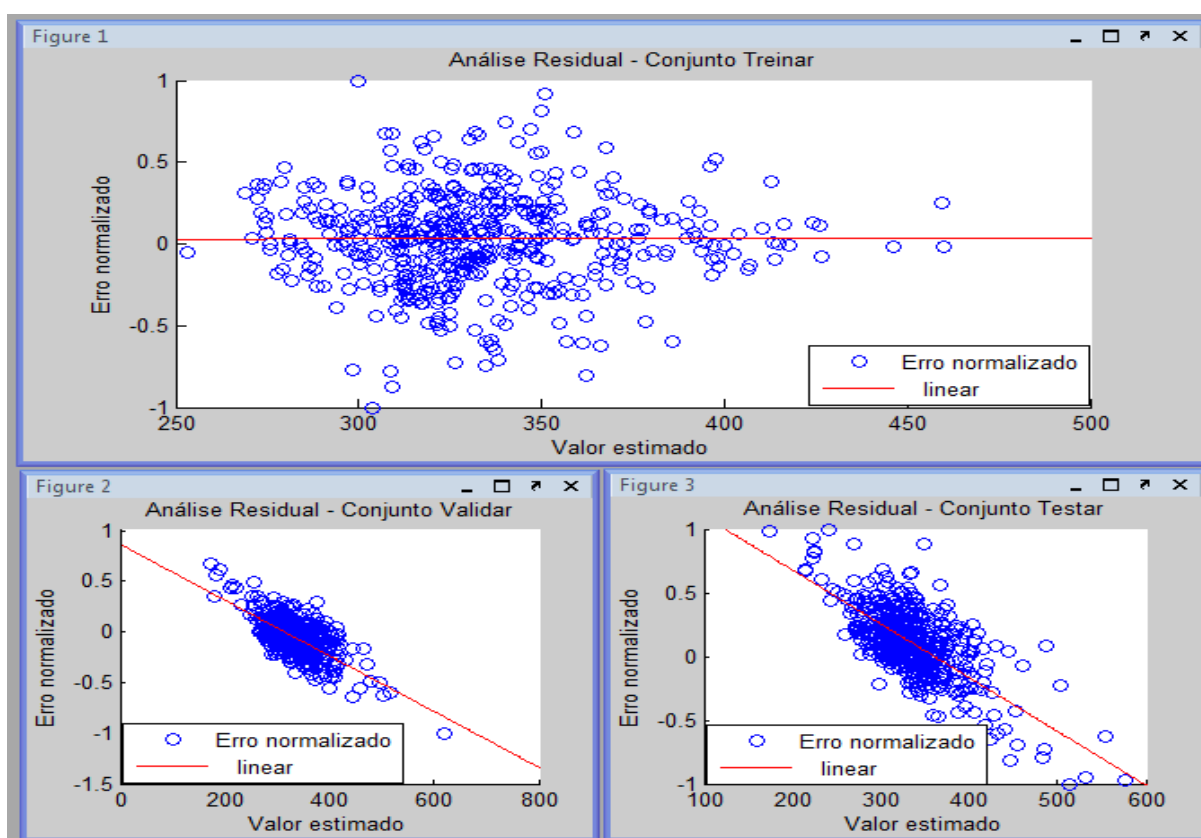 Figure 1
Análise Residual - Conjunto Treinar
1
0.5
0
-0.5
-1
Erro normalizado
250 300 350 400 450 500
Valor estimado
Erro normalizado
linear
Figure 2
Análise Residual - Conjunto Validar
1
0.5
0
-0.5
-1
-1.5
Erro normalizado
0 200 400 600 800
Valor estimado
Erro normalizado
linear
Figure 3
Análise Residual - Conjunto Testar
1
0.5
0
-0.5
-1
Erro normalizado
100 200 300 400 500 600
Valor estimado
Erro normalizado
linear